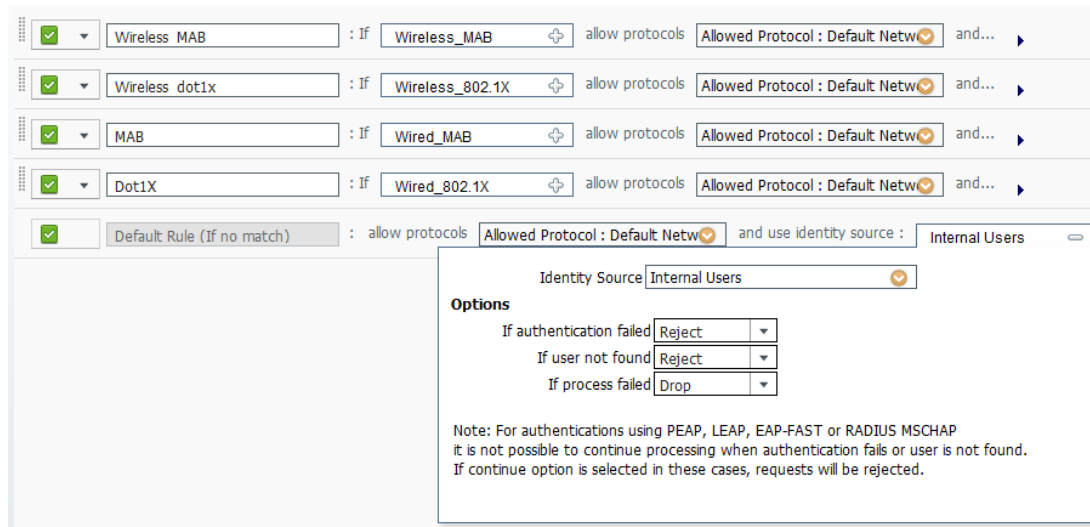 Wireless MAB : If Wireless_MAB allow protocols Allowed Protocol : Default Netw and...
Wireless dot1x : If Wireless_802.1X allow protocols Allowed Protocol : Default Netw and...
MAB : If Wired_MAB allow protocols Allowed Protocol : Default Netw and...
Dot1X : If Wired_802.1X allow protocols Allowed Protocol : Default Netw and...
Default Rule (If no match) : allow protocols Allowed Protocol : Default Netw and use identity source : Internal Users
Identity Source Internal Users
Options
If authentication failed Reject
If user not found Reject
If process failed Drop
Note: For authentications using PEAP, LEAP, EAP-FAST or RADIUS MSCHAP
it is not possible to continue processing when authentication fails or user is not found.
If continue option is selected in these cases, requests will be rejected.